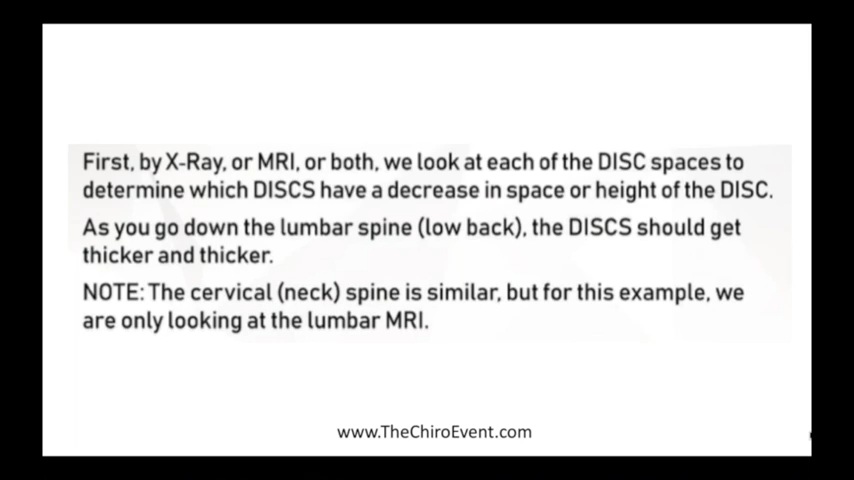 First, by X-Ray, or MRI, or both, we look at each of the DISC spaces to
determine which DISCS have a decrease in space or height of the DISC.
As you go down the lumbar spine (low back), the DISCS should get
thicker and thicker.
NOTE: The cervical (neck) spine is similar, but for this example, we
are only looking at the lumbar MRI.
www.TheChiroEvent.com